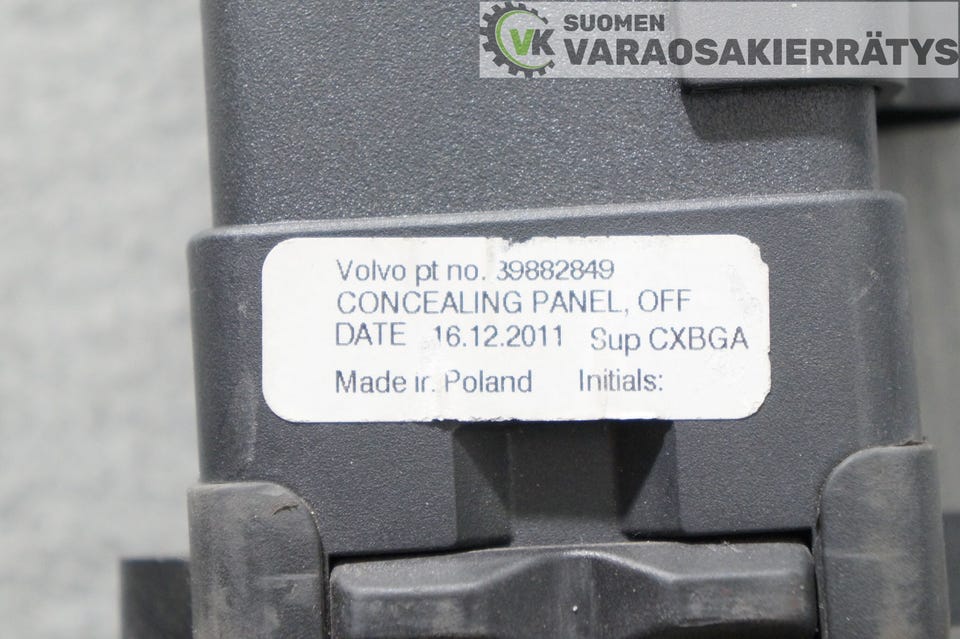 VK SUOMEN
VARAOSAKIERRÄTYS
Volvo pt no. 39882849
CONCEALING PANEL, OFF
DATE 16.12.2011 Sup CXBGA
Made in Poland Initials: